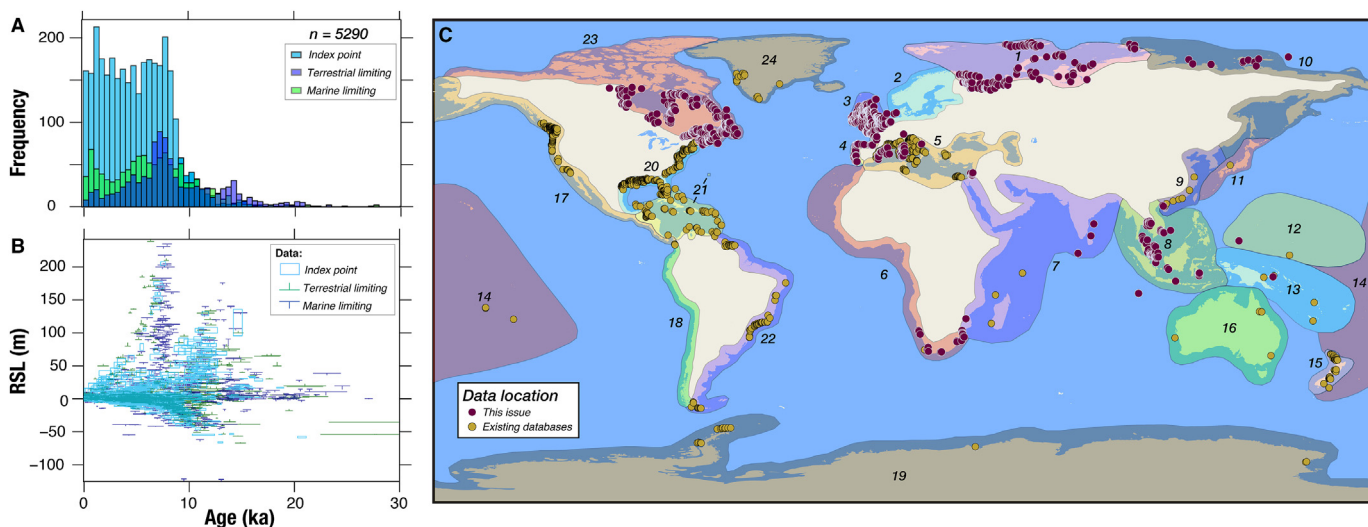 A
n = 5290
Index point
Terrestrial limiting
Marine limiting
Frequency
200
100
0
B
Data:
Index point
Terrestrial limiting
Marine limiting
RSL (m)
200
150
100
50
0
−50
−100
0
10
20
30
Age (ka)
C
23
24
1
10
2
3
4
5
20
21
17
9
11
12
8
6
7
14
14
13
18
22
16
15
19
Data location
This issue
Existing databases